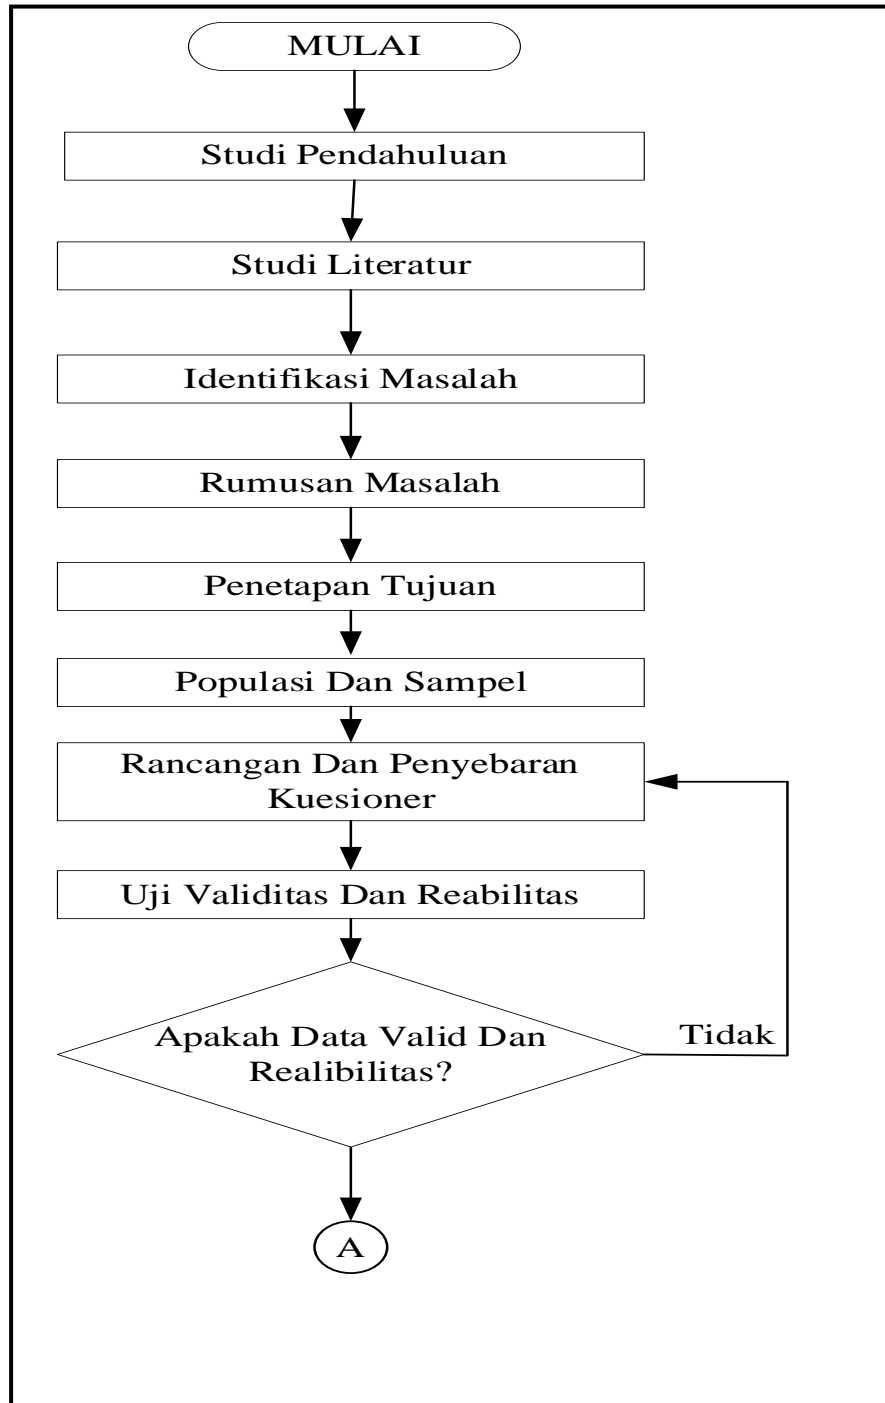 MULAI
Studi Pendahuluan
Studi Literatur
Identifikasi Masalah
Rumusan Masalah
Penetapan Tujuan
Populasi Dan Sampel
Rancangan Dan Penyebaran
Kuesioner
Uji Validitas Dan Reabilitas
Apakah Data Valid Dan
Realibilitas?
Tidak
A